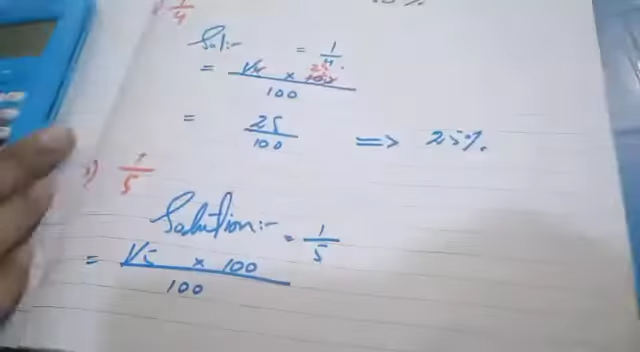 1/4
Sol:-
= 1/4.
= 1/4 × 100 25 / 100
= 25/100 => 25%.
1/5
Solution:-
= 1/5
= 1/5 × 100 / 100